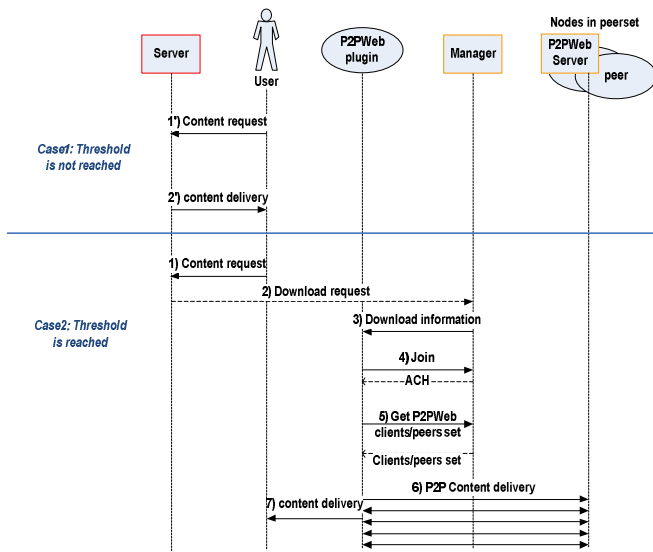 Nodes in peerset
Server
User
P2PWeb
plugin
Manager
P2PWeb
Server
peer
1') Content request
Case1: Threshold
is not reached
2') content delivery
1) Content request
2) Download request
Case2: Threshold
is reached
3) Download information
4) Join
ACH
5) Get P2PWeb
clients/peers set
Clients/peers set
6) P2P Content delivery
7) content delivery